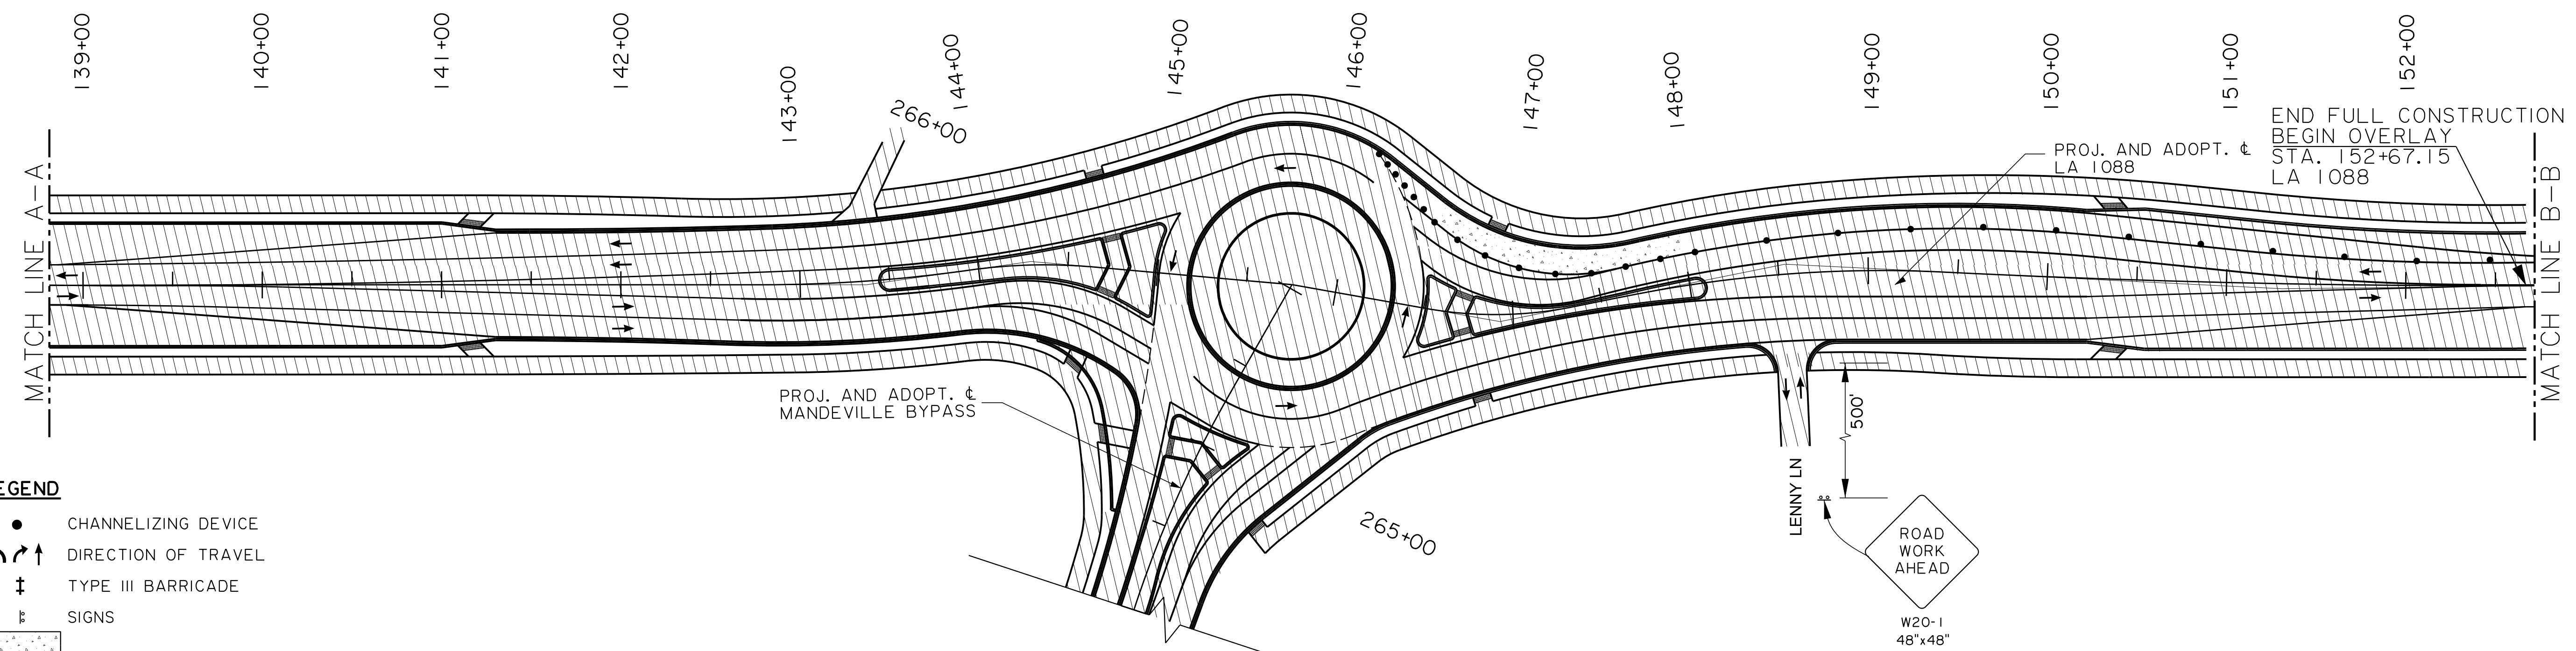 139+00
140+00
141+00
142+00
143+00
144+00
145+00
146+00
147+00
148+00
149+00
150+00
151+00
152+00
266+00
END FULL CONSTRUCTION
BEGIN OVERLAY
STA. 152+67.15
LA 1088
PROJ. AND ADOPT. ℄
LA 1088
MATCH LINE A-A
MATCH LINE B-B
PROJ. AND ADOPT. ℄
MANDEVILLE BYPASS
500'
LENNY LN
265+00
ROAD
WORK
AHEAD
W20-1
48"x48"
EGEND
CHANNELIZING DEVICE
DIRECTION OF TRAVEL
TYPE III BARRICADE
SIGNS